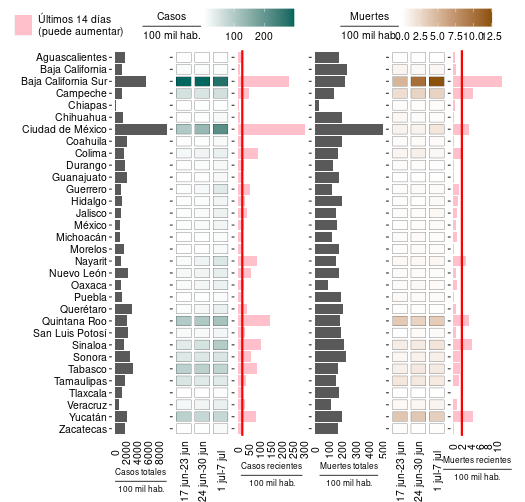 Últimos 14 días
(puede aumentar)
Casos
100 mil hab.
100 200
Muertes
100 mil hab.
0.0 2.5 5.0 7.5 10.0 12.5
Aguascalientes
Baja California
Baja California Sur
Campeche
Chiapas
Chihuahua
Ciudad de México
Coahuila
Colima
Durango
Guanajuato
Guerrero
Hidalgo
Jalisco
México
Michoacán
Morelos
Nayarit
Nuevo León
Oaxaca
Puebla
Querétaro
Quintana Roo
San Luis Potosí
Sinaloa
Sonora
Tabasco
Tamaulipas
Tlaxcala
Veracruz
Yucatán
Zacatecas
0 2000 4000 6000 8000
Casos totales
100 mil hab.
17 jun-23 jun
24 jun-30 jun
1 jul-7 jul
0 50 100 150 200 250 300
Casos recientes
100 mil hab.
0 100 200 300 400 500
Muertes totales
100 mil hab.
17 jun-23 jun
24 jun-30 jun
1 jul-7 jul
0 2 4 6 8 10
Muertes recientes
100 mil hab.